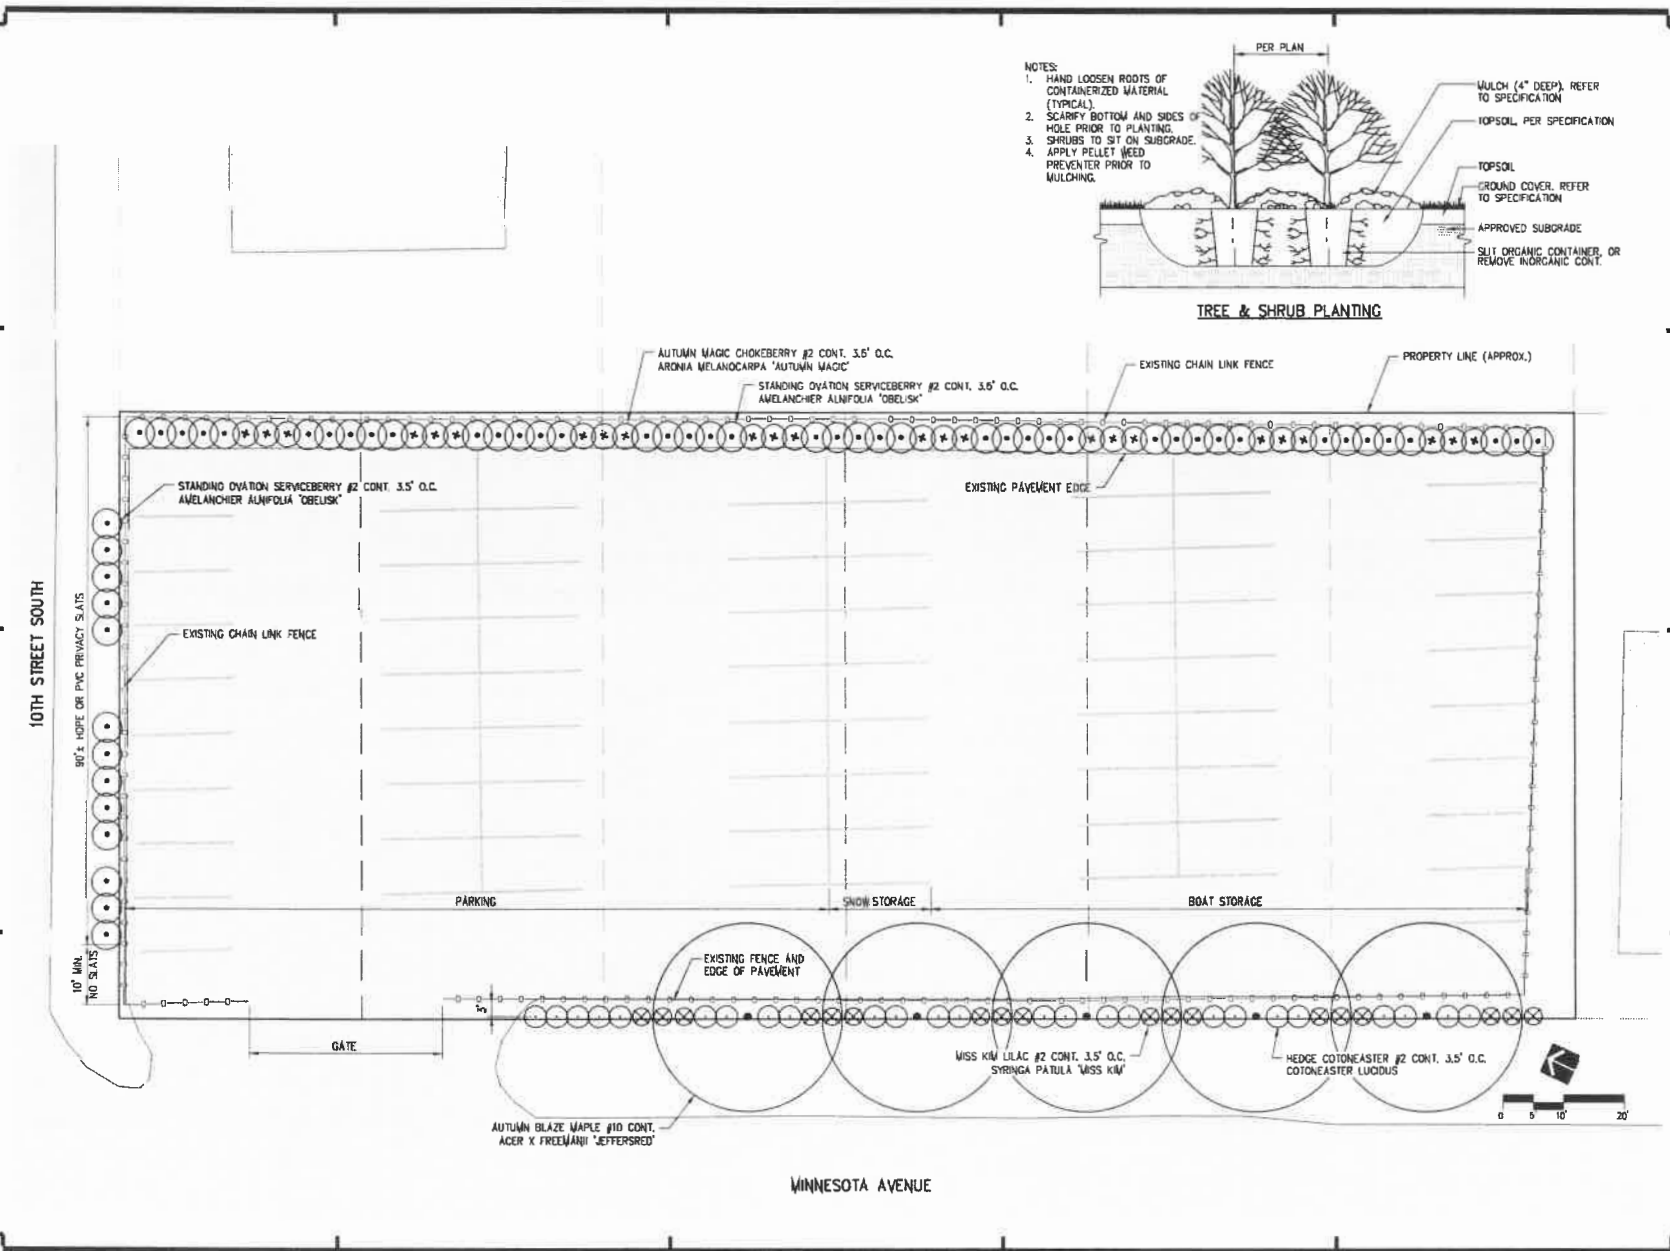 PER PLAN
NOTES:
1. HAND LOOSEN ROOTS OF
CONTAINERIZED MATERIAL
(TYPICAL).
2. SCARIFY BOTTOM AND SIDES OF
HOLE PRIOR TO PLANTING.
3. SHRUBS TO SIT ON SUBGRADE.
4. APPLY PELLET WEED
PREVENTER PRIOR TO
MULCHING.
MULCH (4" DEEP). REFER
TO SPECIFICATION
TOPSOIL PER SPECIFICATION
TOPSOIL
GROUND COVER. REFER
TO SPECIFICATION
APPROVED SUBGRADE
SLIT ORGANIC CONTAINER, OR
REMOVE INORGANIC CONT.
TREE & SHRUB PLANTING
AUTUMN MAGIC CHOKEBERRY #2 CONT. 3.5' O.C.
ARONIA MELANOCARPA 'AUTUMN MAGIC'
STANDING OVATION SERVICEBERRY #2 CONT. 3.5' O.C.
AMELANCHIER ALNIFOLIA 'OBELISK'
EXISTING CHAIN LINK FENCE
PROPERTY LINE (APPROX.)
STANDING OVATION SERVICEBERRY #2 CONT. 3.5' O.C.
AMELANCHIER ALNIFOLIA 'OBELISK'
EXISTING PAVEMENT EDGE
10TH STREET SOUTH
90'± HDPE OR PVC PRIVACY SLATS
EXISTING CHAIN LINK FENCE
PARKING
SNOW STORAGE
BOAT STORAGE
10' MIN.
NO SLATS
EXISTING FENCE AND
EDGE OF PAVEMENT
3'
GATE
MISS KIM LILAC #2 CONT. 3.5' O.C.
SYRINGA PATULA 'MISS KIM'
HEDGE COTONEASTER #2 CONT. 3.5' O.C.
COTONEASTER LUCIDUS
0 5 10' 20'
AUTUMN BLAZE MAPLE #10 CONT.
ACER X FREEMANII 'JEFFERSRED'
MINNESOTA AVENUE